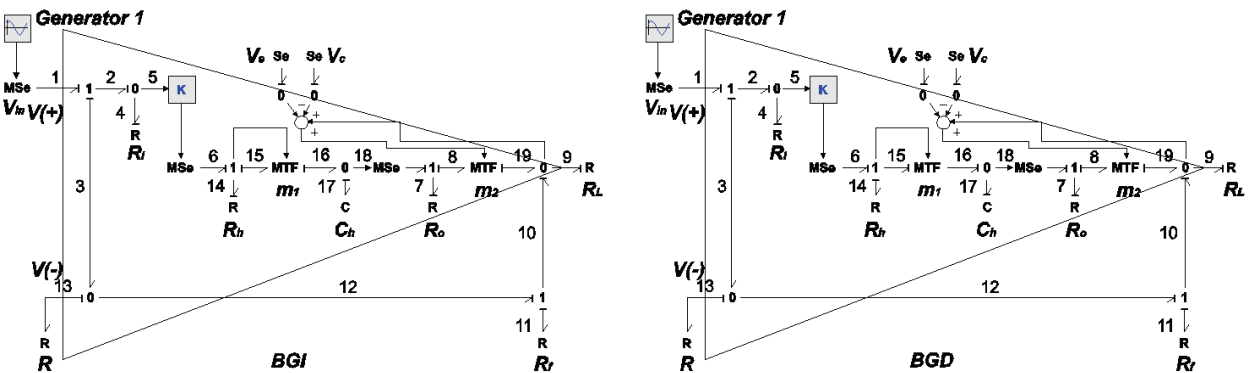 Generator 1
Vₑ Se Se V꜀
1 2 5 K 0 0
MSe 1 0
Vin V(+) 4
R
Ri
- + +
6 15 16 18 8 19 9
MSe 1 MTF 0 MSe 1 MTF 0 R
14 m1 17 7 m2 RL
R C R
Rh Ch Ro
3 10
V(-)
13 0 12 1
11
R R
R BGI Rf
Generator 1
Vₑ Se Se V꜀
1 2 5 K 0 0
MSe 1 0
Vin V(+) 4
R
Ri
- + +
6 15 16 18 8 19 9
MSe 1 MTF 0 MSe 1 MTF 0 R
14 m1 17 7 m2 RL
R C R
Rh Ch Ro
3 10
V(-)
13 0 12 1
11
R R
R BGD Rf